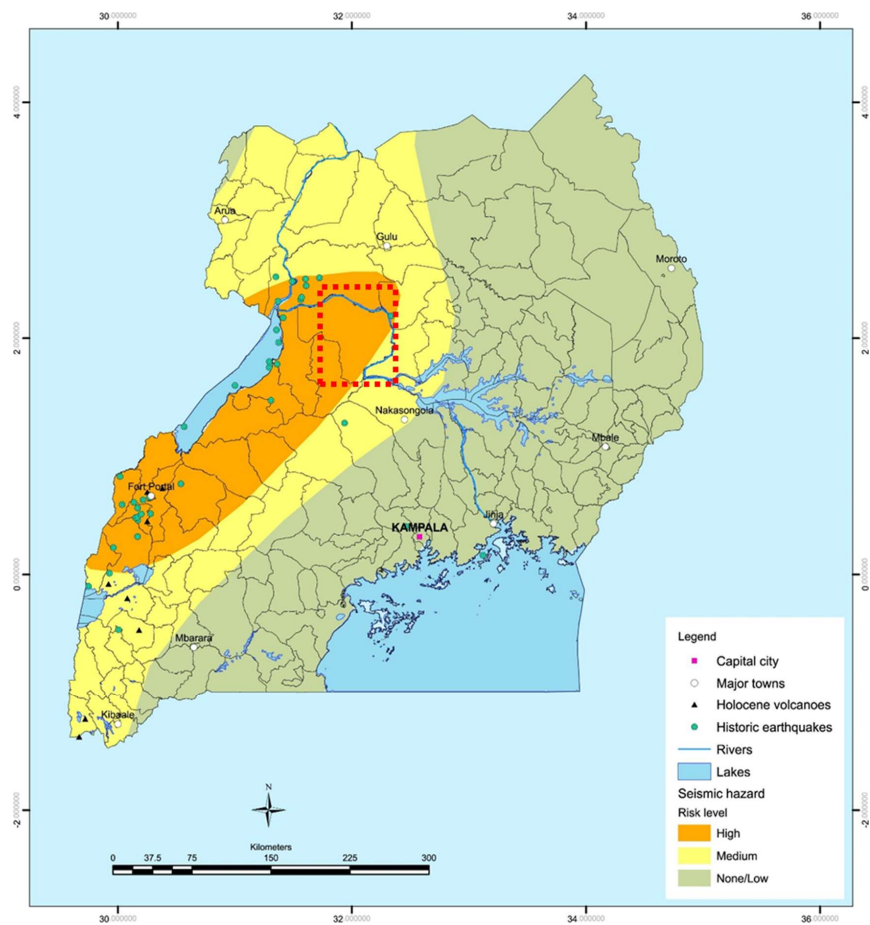 30.000000 32.000000 34.000000 36.000000
4.000000 4.000000
Arua
Gulu
Moroto
2.000000 2.000000
Nakasongola
Mbale
Fort Portal
KAMPALA
Jinja
0.000000 0.000000
Mbarara
Kibaale
Legend
Capital city
Major towns
Holocene volcanoes
Historic earthquakes
Rivers
Lakes
Seismic hazard
Risk level
High
Medium
None/Low
N
-2.000000 -2.000000
Kilometers
0 37.5 75 150 225 300
30.000000 32.000000 34.000000 36.000000